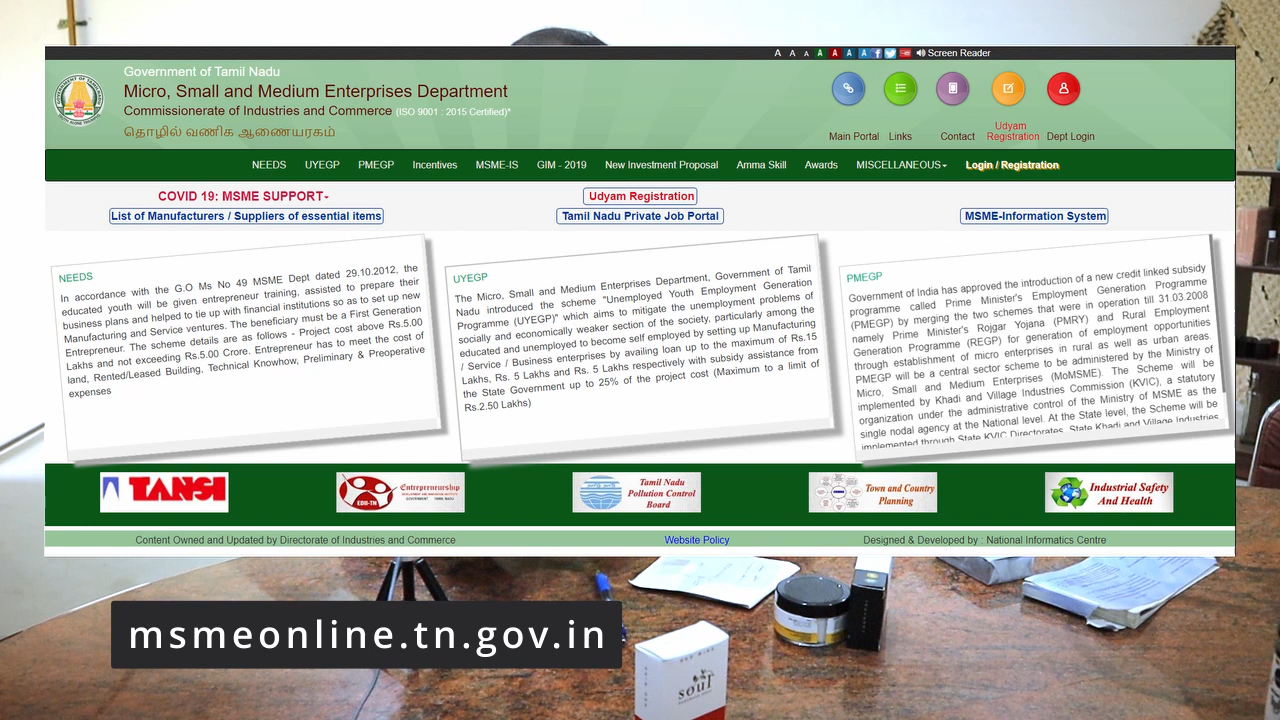 A A A A A A A Screen Reader
Government of Tamil Nadu
Micro, Small and Medium Enterprises Department
Commissionerate of Industries and Commerce (ISO 9001 : 2015 Certified)*
தொழில் வணிக ஆணையரகம்
Main Portal Links Contact Udyam Registration Dept Login
NEEDS UYEGP PMEGP Incentives MSME-IS GIM - 2019 New Investment Proposal Amma Skill Awards MISCELLANEOUS Login / Registration
COVID 19: MSME SUPPORT Udyam Registration
List of Manufacturers / Suppliers of essential items Tamil Nadu Private Job Portal MSME-Information System
NEEDS
In accordance with the G.O Ms No 49 MSME Dept dated 29.10.2012, the
educated youth will be given entrepreneur training, assisted to prepare their
business plans and helped to tie up with financial institutions so as to set up new
Manufacturing and Service ventures. The beneficiary must be a First Generation
Entrepreneur. The scheme details are as follows - Project cost above Rs.5.00
Lakhs and not exceeding Rs.5.00 Crore. Entrepreneur has to meet the cost of
land, Rented/Leased Building, Technical Knowhow, Preliminary & Preoperative
expenses
UYEGP
The Micro, Small and Medium Enterprises Department, Government of Tamil
Nadu introduced the scheme "Unemployed Youth Employment Generation
Programme (UYEGP)" which aims to mitigate the unemployment problems of
socially and economically weaker section of the society, particularly among the
educated and unemployed to become self employed by setting up Manufacturing
/ Service / Business enterprises by availing loan up to the maximum of Rs.15
Lakhs, Rs. 5 Lakhs and Rs. 5 Lakhs respectively with subsidy assistance from
the State Government up to 25% of the project cost (Maximum to a limit of
Rs.2.50 Lakhs)
PMEGP
Government of India has approved the introduction of a new credit linked subsidy
programme called Prime Minister's Employment Generation Programme
(PMEGP) by merging the two schemes that were in operation till 31.03.2008
namely Prime Minister's Rojgar Yojana (PMRY) and Rural Employment
Generation Programme (REGP) for generation of employment opportunities
through establishment of micro enterprises in rural as well as urban areas.
PMEGP will be a central sector scheme to be administered by the Ministry of
Micro, Small and Medium Enterprises (MoMSME). The Scheme will be
implemented by Khadi and Village Industries Commission (KVIC), a statutory
organization under the administrative control of the Ministry of MSME as the
single nodal agency at the National level. At the State level, the Scheme will be
implemented through State KVIC Directorates, State Khadi and Village Industries
TANSI
Entrepreneurship
EDII-TN
Tamil Nadu
Pollution Control
Board
Town and Country
Planning
Industrial Safety
And Health
Content Owned and Updated by Directorate of Industries and Commerce Website Policy Designed & Developed by : National Informatics Centre
msmeonline.tn.gov.in
soul